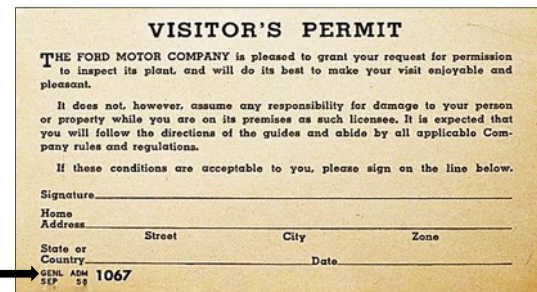 VISITOR'S PERMIT
THE FORD MOTOR COMPANY is pleased to grant your request for permission
to inspect its plant, and will do its best to make your visit enjoyable and
pleasant.
It does not, however, assume any responsibility for damage to your person
or property while you are on its premises as such licensee. It is expected that
you will follow the directions of the guides and abide by all applicable Com-
pany rules and regulations.
If these conditions are acceptable to you, please sign on the line below.
Signature
Home
Address
Street City Zone
State or
Country Date
GENL ADM 1067
SEP 58